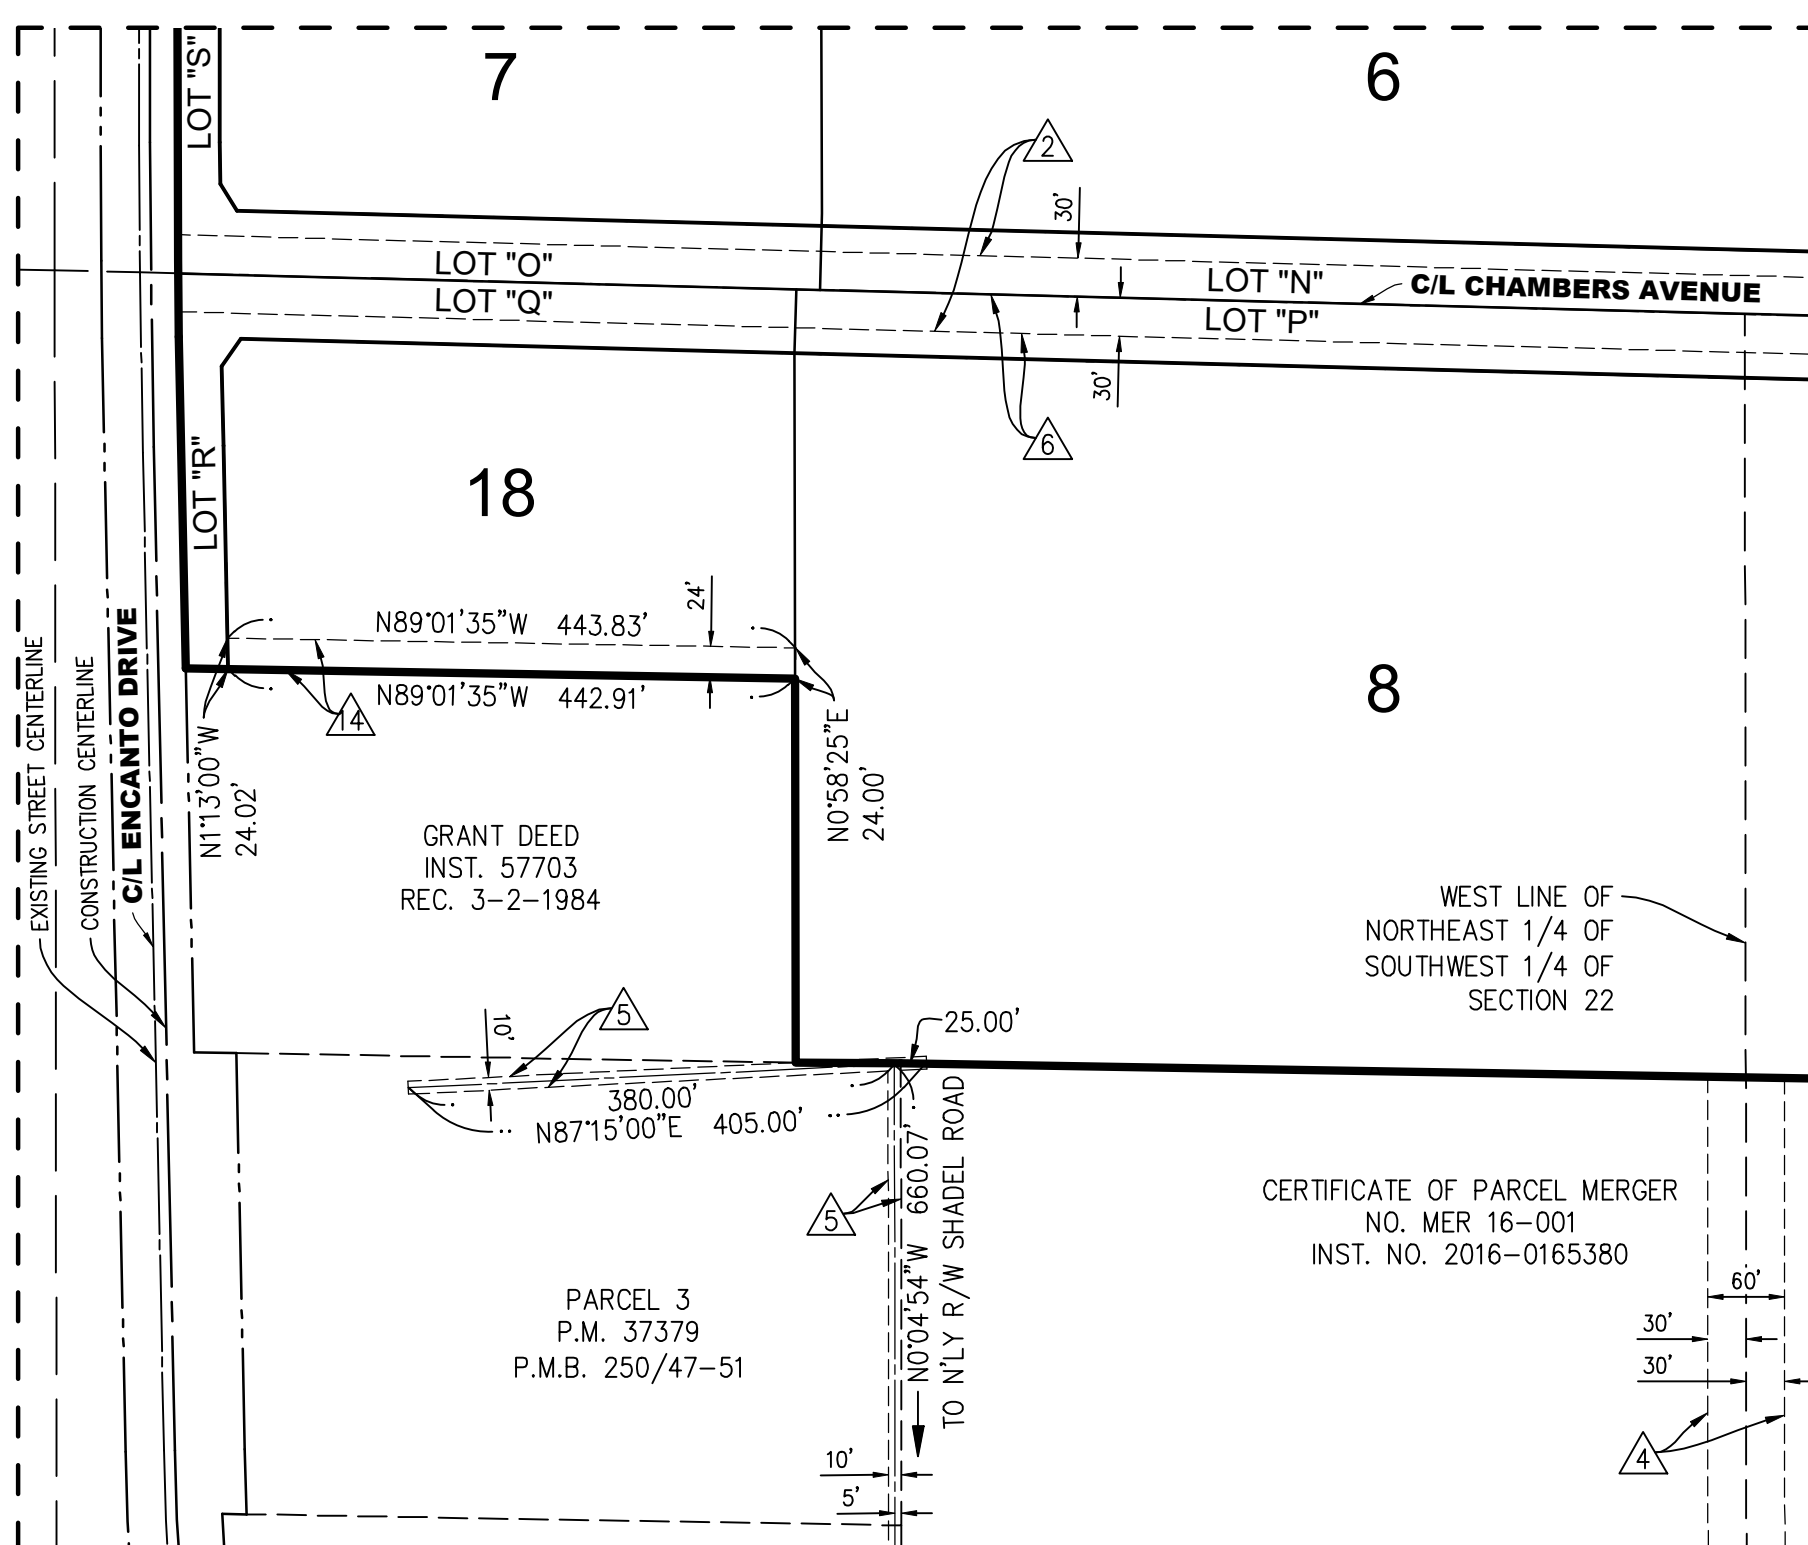 LOT "S"
7
6
2
30'
LOT "O"
LOT "N"
C/L CHAMBERS AVENUE
LOT "Q"
LOT "P"
30'
6
LOT "R"
18
24'
N89°01'35"W 443.83'
N89°01'35"W 442.91'
14
8
EXISTING STREET CENTERLINE
CONSTRUCTION CENTERLINE
C/L ENCANTO DRIVE
N1°13'00"W
24.02'
N0°58'25"E
24.00'
GRANT DEED
INST. 57703
REC. 3-2-1984
WEST LINE OF
NORTHEAST 1/4 OF
SOUTHWEST 1/4 OF
SECTION 22
10'
5
25.00'
380.00'
N87°15'00"E 405.00'
5
N0°04'54"W 660.07'
TO N'LY R/W SHADEL ROAD
CERTIFICATE OF PARCEL MERGER
NO. MER 16-001
INST. NO. 2016-0165380
PARCEL 3
P.M. 37379
P.M.B. 250/47-51
60'
30'
30'
4
10'
5'